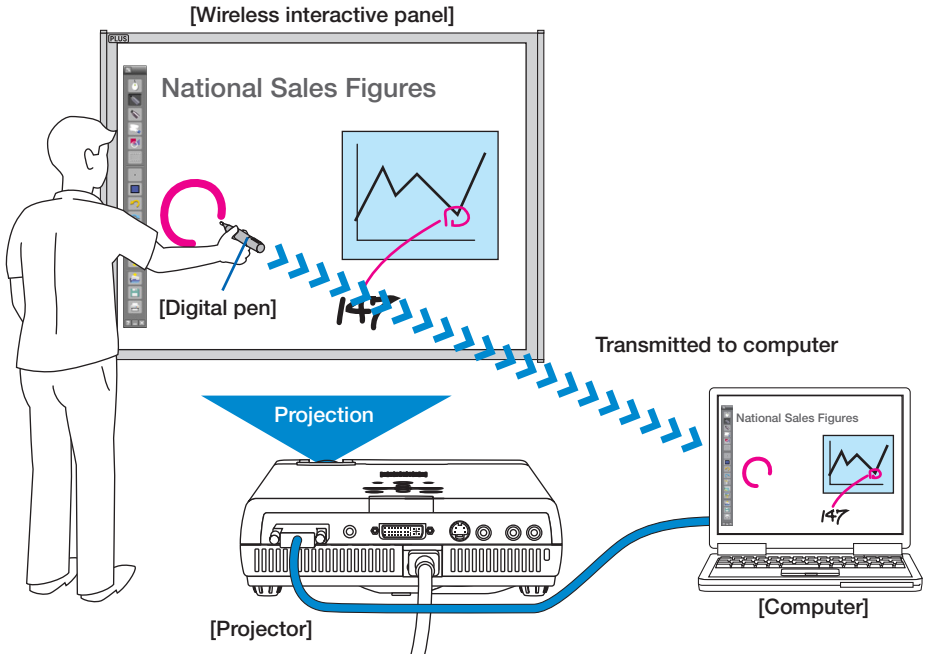 [Wireless interactive panel]
PLUS
National Sales Figures
[Digital pen]
147
Transmitted to computer
Projection
National Sales Figures
147
[Projector]
[Computer]